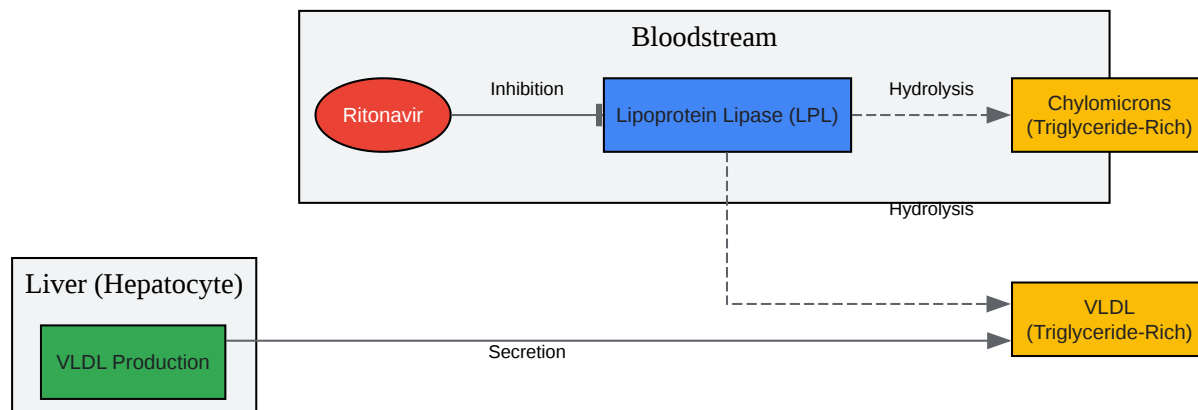 Bloodstream
Ritonavir
Inhibition
Lipoprotein Lipase (LPL)
Hydrolysis
Chylomicrons
(Triglyceride-Rich)
Hydrolysis
Liver (Hepatocyte)
VLDL Production
Secretion
VLDL
(Triglyceride-Rich)